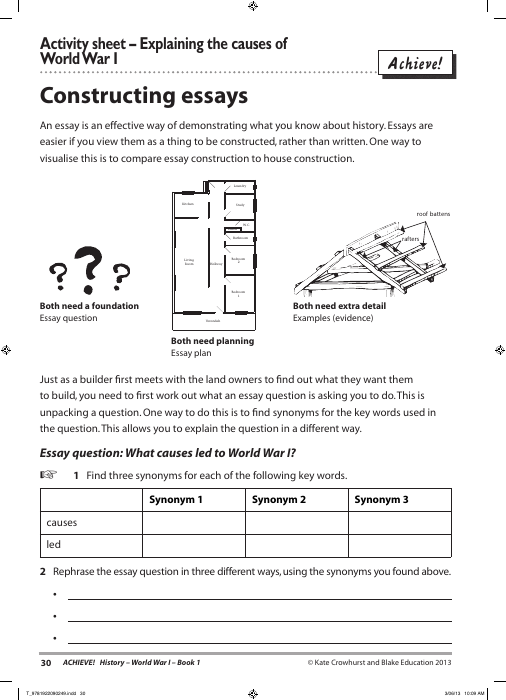 Activity sheet – Explaining the causes of
World War I
Achieve!
Constructing essays
An essay is an effective way of demonstrating what you know about history. Essays are
easier if you view them as a thing to be constructed, rather than written. One way to
visualise this is to compare essay construction to house construction.
? ? ?
Both need a foundation
Essay question
Laundry
Kitchen
Study
W.C
Bathroom
Living
Room
Hallway
Bedroom
2
Bedroom
1
Both need planning
Essay plan
roof battens
rafters
Both need extra detail
Examples (evidence)
Just as a builder first meets with the land owners to find out what they want them
to build, you need to first work out what an essay question is asking you to do. This is
unpacking a question. One way to do this is to find synonyms for the key words used in
the question. This allows you to explain the question in a different way.
Essay question: What causes led to World War I?
1 Find three synonyms for each of the following key words.
Synonym 1 Synonym 2 Synonym 3
causes
led
2 Rephrase the essay question in three different ways, using the synonyms you found above.
•
•
•
30 ACHIEVE! History – World War I – Book 1 © Kate Crowhurst and Blake Education 2013
T_9781922090249.indd 30 3/06/13 10:09 AM